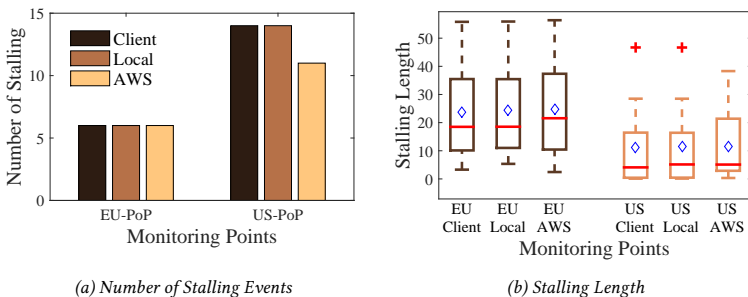 15
10
5
0
Number of Stalling
Client
Local
AWS
EU-PoP
US-PoP
Monitoring Points
(a) Number of Stalling Events
50
40
30
20
10
0
Stalling Length
EU Client
EU Local
EU AWS
US Client
US Local
US AWS
Monitoring Points
(b) Stalling Length